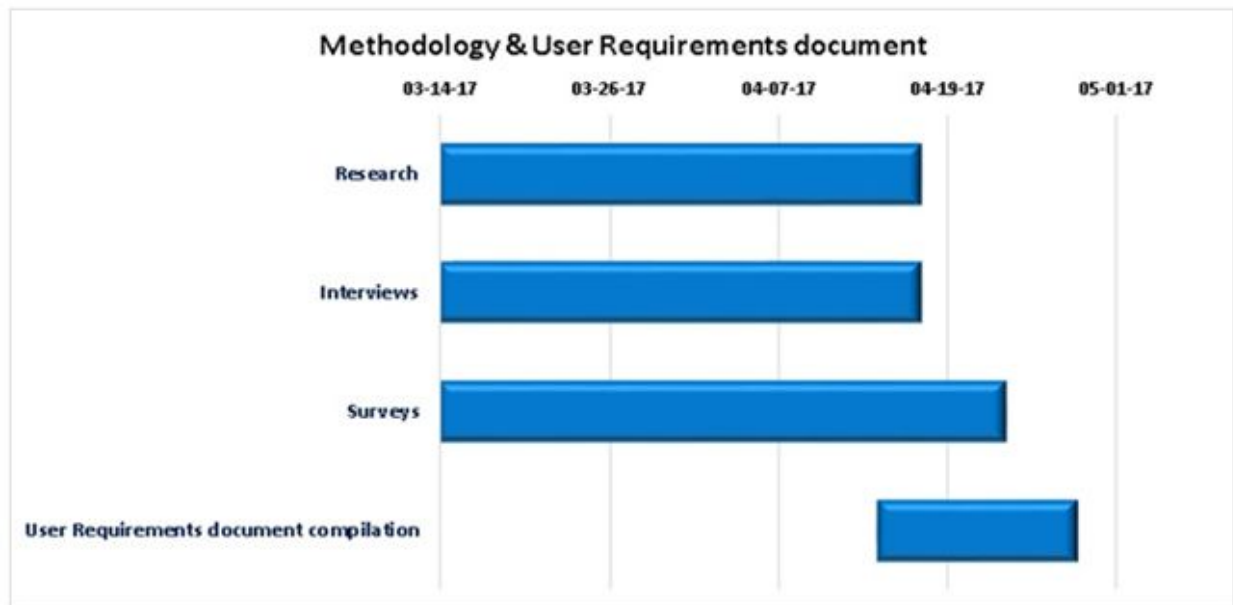 Methodology & User Requirements document
03-14-17 03-26-17 04-07-17 04-19-17 05-01-17
Research
Interviews
Surveys
User Requirements document compilation